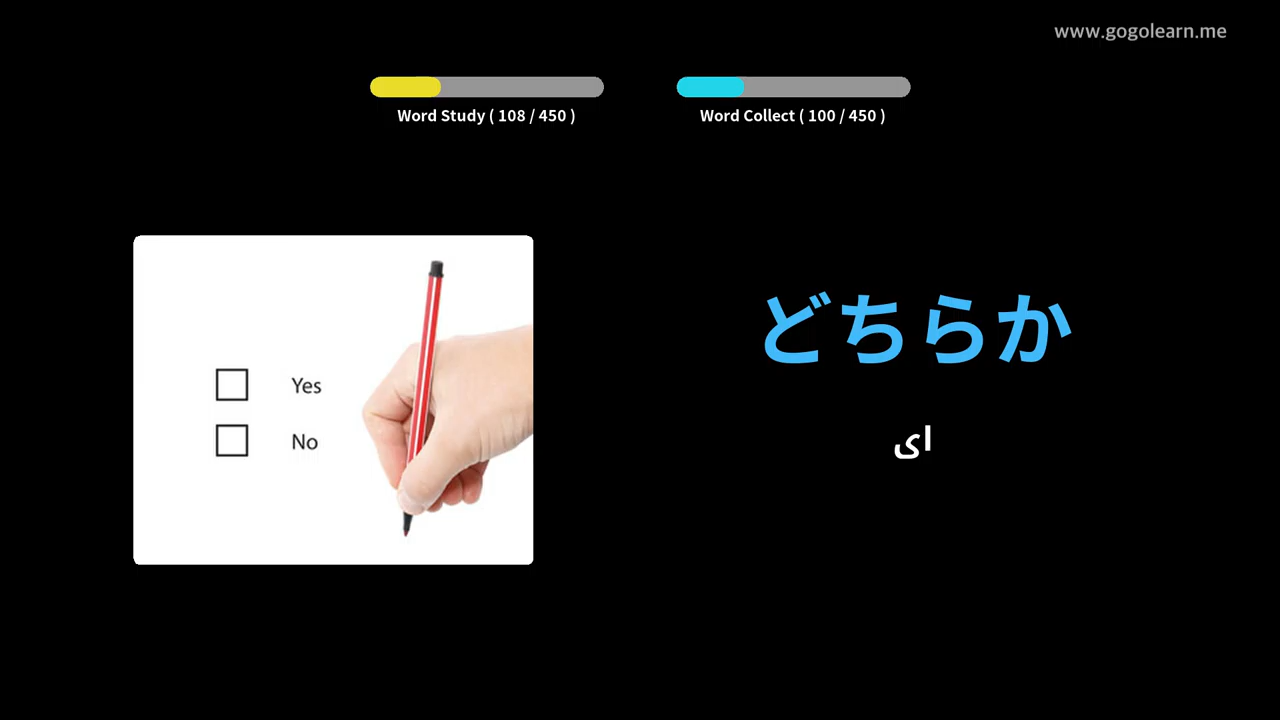 www.gogolearn.me
Word Study ( 108 / 450 )
Word Collect ( 100 / 450 )
どちらか
ای
Yes
No